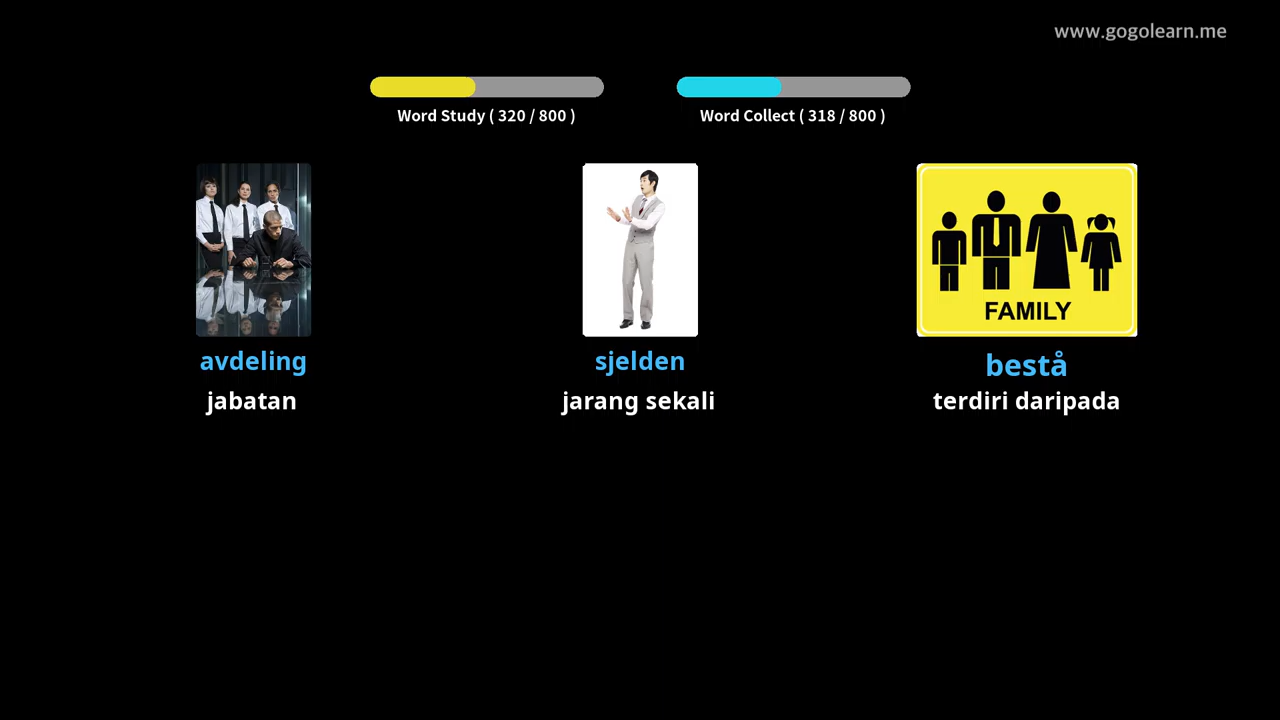 www.gogolearn.me
Word Study ( 320 / 800 )
Word Collect ( 318 / 800 )
FAMILY
avdeling
sjelden
bestå
jabatan
jarang sekali
terdiri daripada